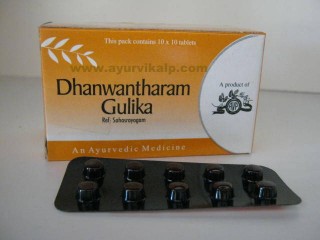 This pack contains 10 x 10 tablets
www.ayurvikalp.com
Dhanwantharam
Gulika
Ref: Sahasrayogam
A product of
An Ayurvedic Medicine